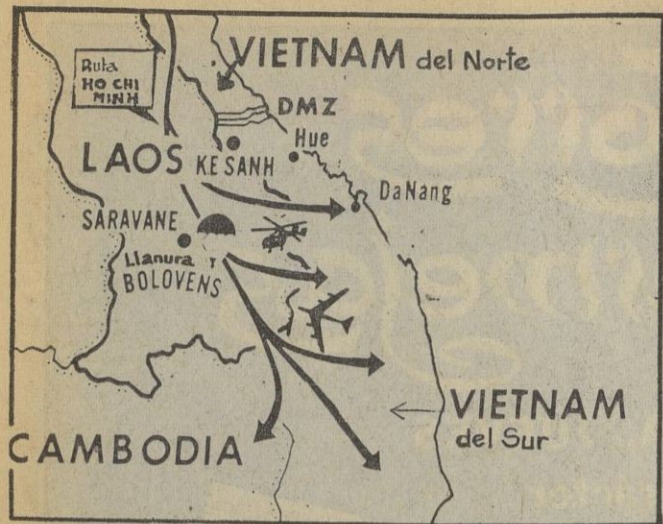 VIETNAM del Norte
Ruta
HO CHI
MINH
DMZ
Hue
LAOS
KE SANH
DaNang
SARAVANE
Llanura
BOLOVENS
VIETNAM
del Sur
CAMBODIA